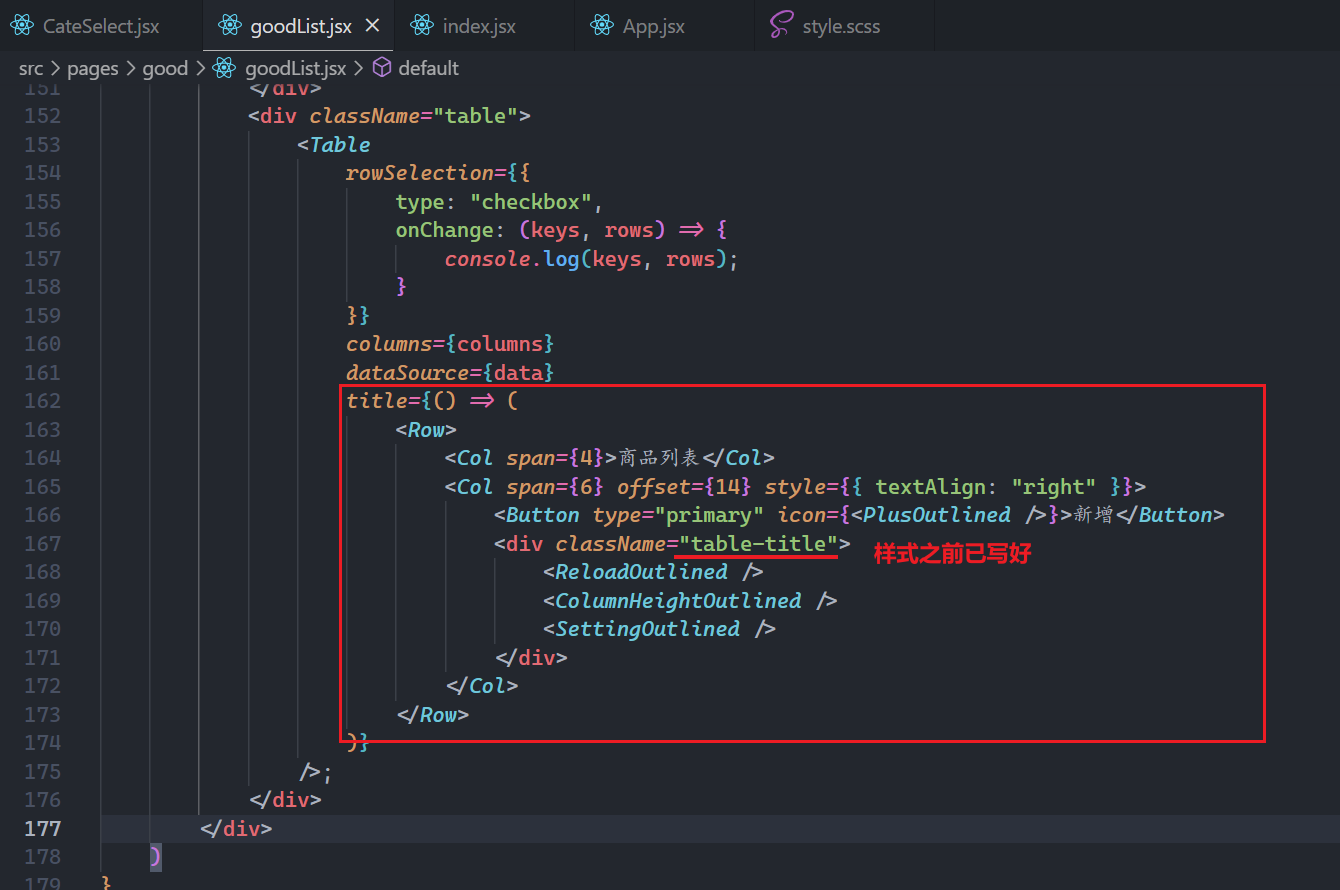 CateSelect.jsx goodList.jsx index.jsx App.jsx style.scss
src > pages > good > goodList.jsx > default
151 </div>
152 <div className="table">
153 <Table
154 rowSelection={{
155 type: "checkbox",
156 onChange: (keys, rows) => {
157 console.log(keys, rows);
158 }
159 }}
160 columns={columns}
161 dataSource={data}
162 title={() => (
163 <Row>
164 <Col span={4}>商品列表</Col>
165 <Col span={6} offset={14} style={{ textAlign: "right" }}>
166 <Button type="primary" icon={<PlusOutlined />}>新增</Button>
167 <div className="table-title"> 样式之前已写好
168 <ReloadOutlined />
169 <ColumnHeightOutlined />
170 <SettingOutlined />
171 </div>
172 </Col>
173 </Row>
174 )}
175 />;
176 </div>
177 </div>
178 )
179 }